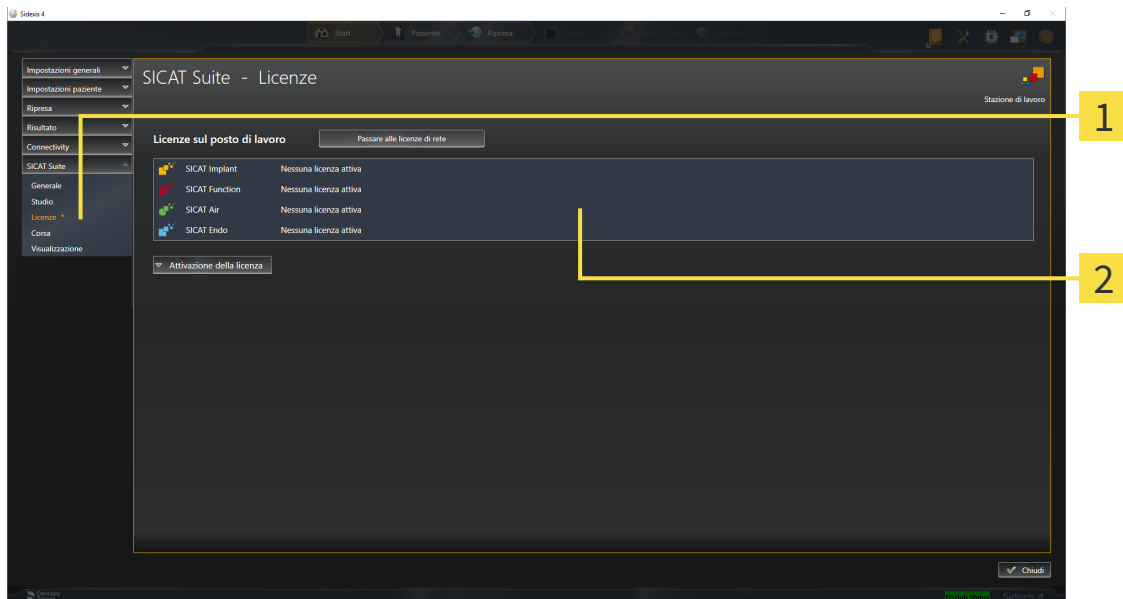 Sidexis 4
Start Paziente Ripresa
Impostazioni generali
Impostazioni paziente
Ripresa
Risultato
Connectivity
SICAT Suite
Generale
Studio
Licenze *
Corsa
Visualizzazione
SICAT Suite - Licenze
Stazione di lavoro
Licenze sul posto di lavoro Passare alle licenze di rete
SICAT Implant Nessuna licenza attiva
SICAT Function Nessuna licenza attiva
SICAT Air Nessuna licenza attiva
SICAT Endo Nessuna licenza attiva
Attivazione della licenza
1
2
Chiudi
Dentsply
Sirona
Sidexis 4